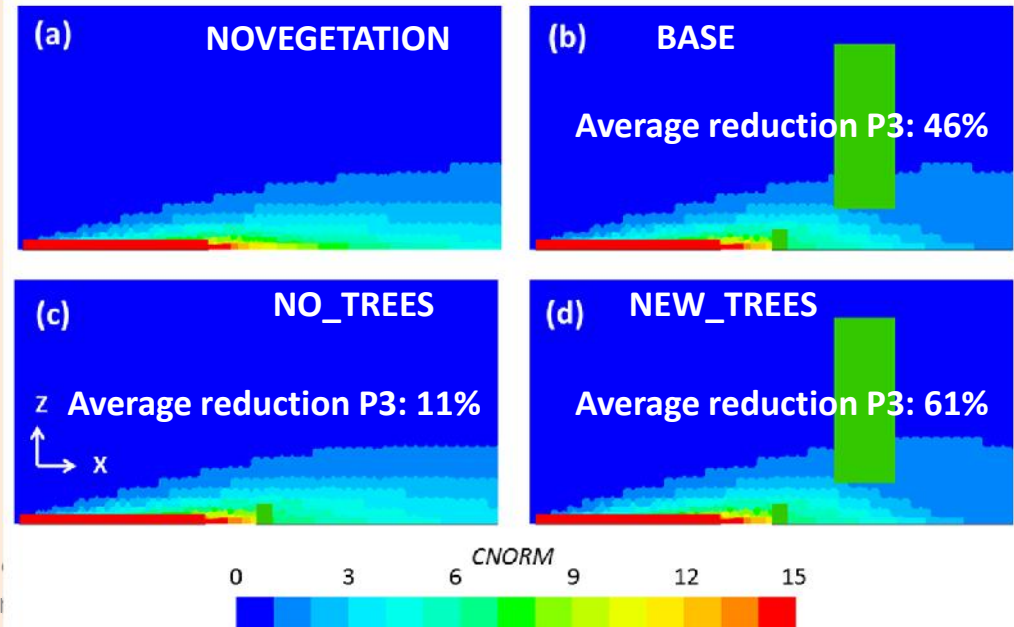 (a) NOVEGETATION
(b) BASE
Average reduction P3: 46%
(c) NO_TREES
Average reduction P3: 11%
Z
X
(d) NEW_TREES
Average reduction P3: 61%
CNORM
0 3 6 9 12 15